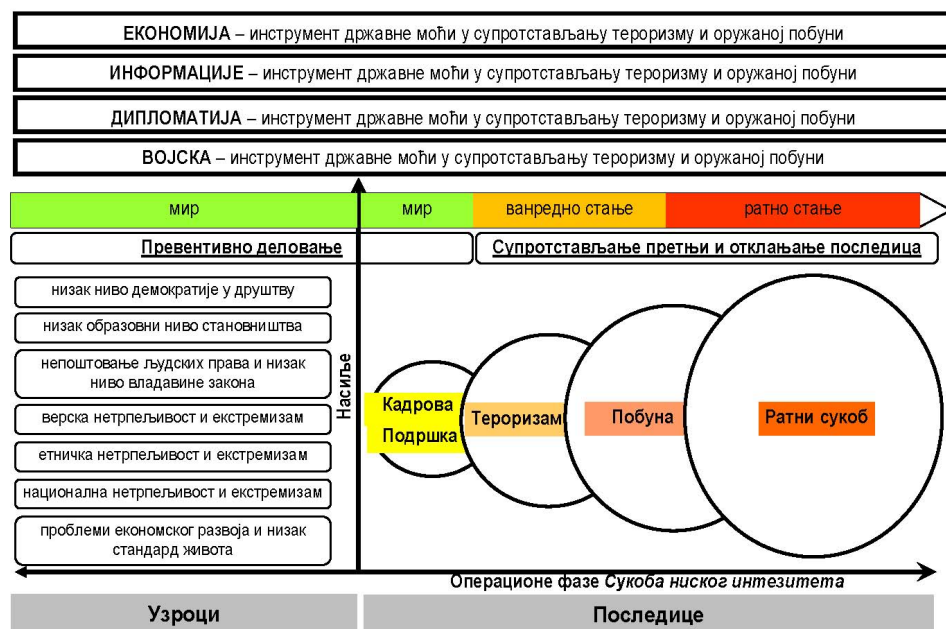 ЕКОНОМИЈА – инструмент државне моћи у супротстављању тероризму и оружаној побуни
ИНФОРМАЦИЈЕ – инструмент државне моћи у супротстављању тероризму и оружаној побуни
ДИПЛОМАТИЈА – инструмент државне моћи у супротстављању тероризму и оружаној побуни
ВОЈСКА – инструмент државне моћи у супротстављању тероризму и оружаној побуни
мир
мир
ванредно стање
ратно стање
Превентивно деловање
Супротстављање претњи и отклањање последица
низак ниво демократије у друштву
низак образовни ниво становништва
непоштовање људских права и низак
ниво владавине закона
верска нетрпељивост и екстремизам
етничка нетрпељивост и екстремизам
национална нетрпељивост и екстремизам
проблеми економског развоја и низак
стандард живота
Насиље
Кадрова
Подршка
Тероризам
Побуна
Ратни сукоб
Операционе фазе Сукоба ниског интезитета
Узроци
Последице